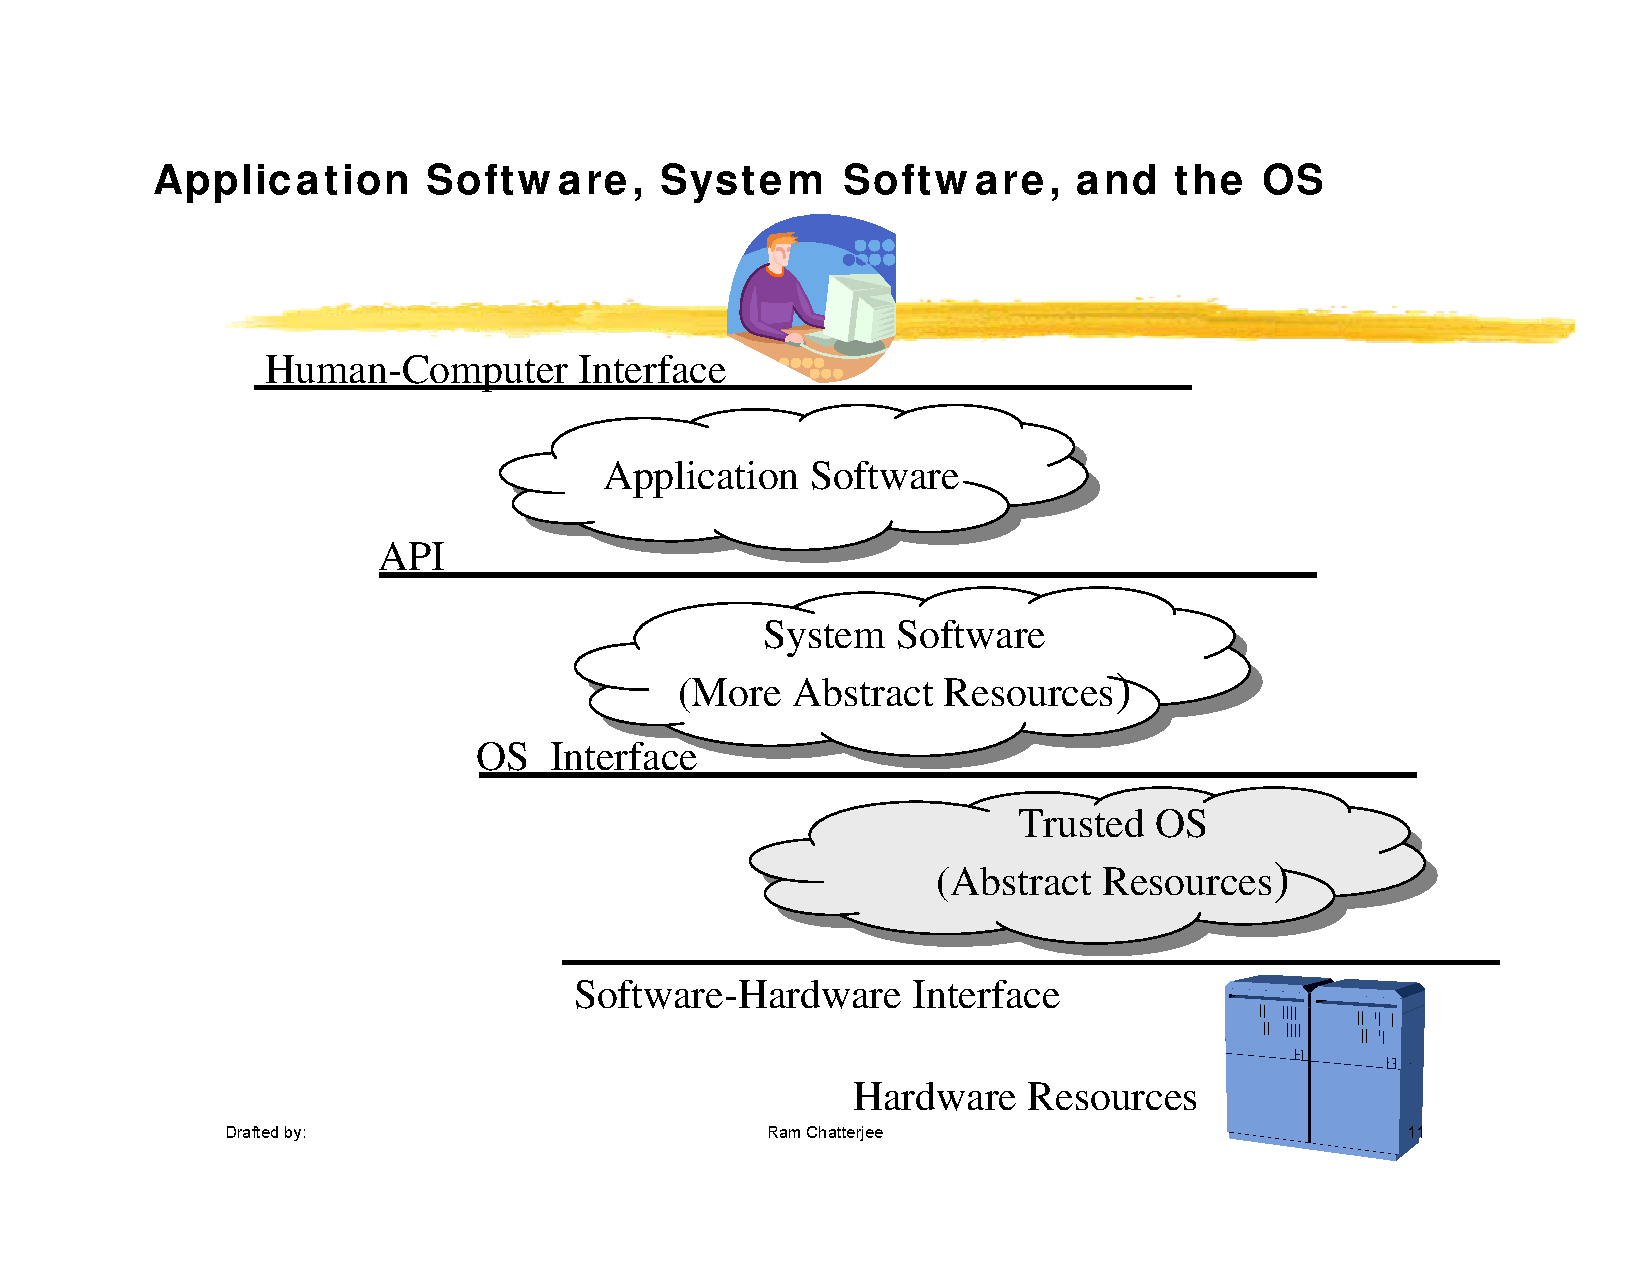 Application Software, System Software, and the OS
Human-Computer Interface
Application Software
API
System Software
(More Abstract Resources)
OS Interface
Trusted OS
(Abstract Resources)
Software-Hardware Interface
Hardware Resources
Drafted by:
Ram Chatterjee
11